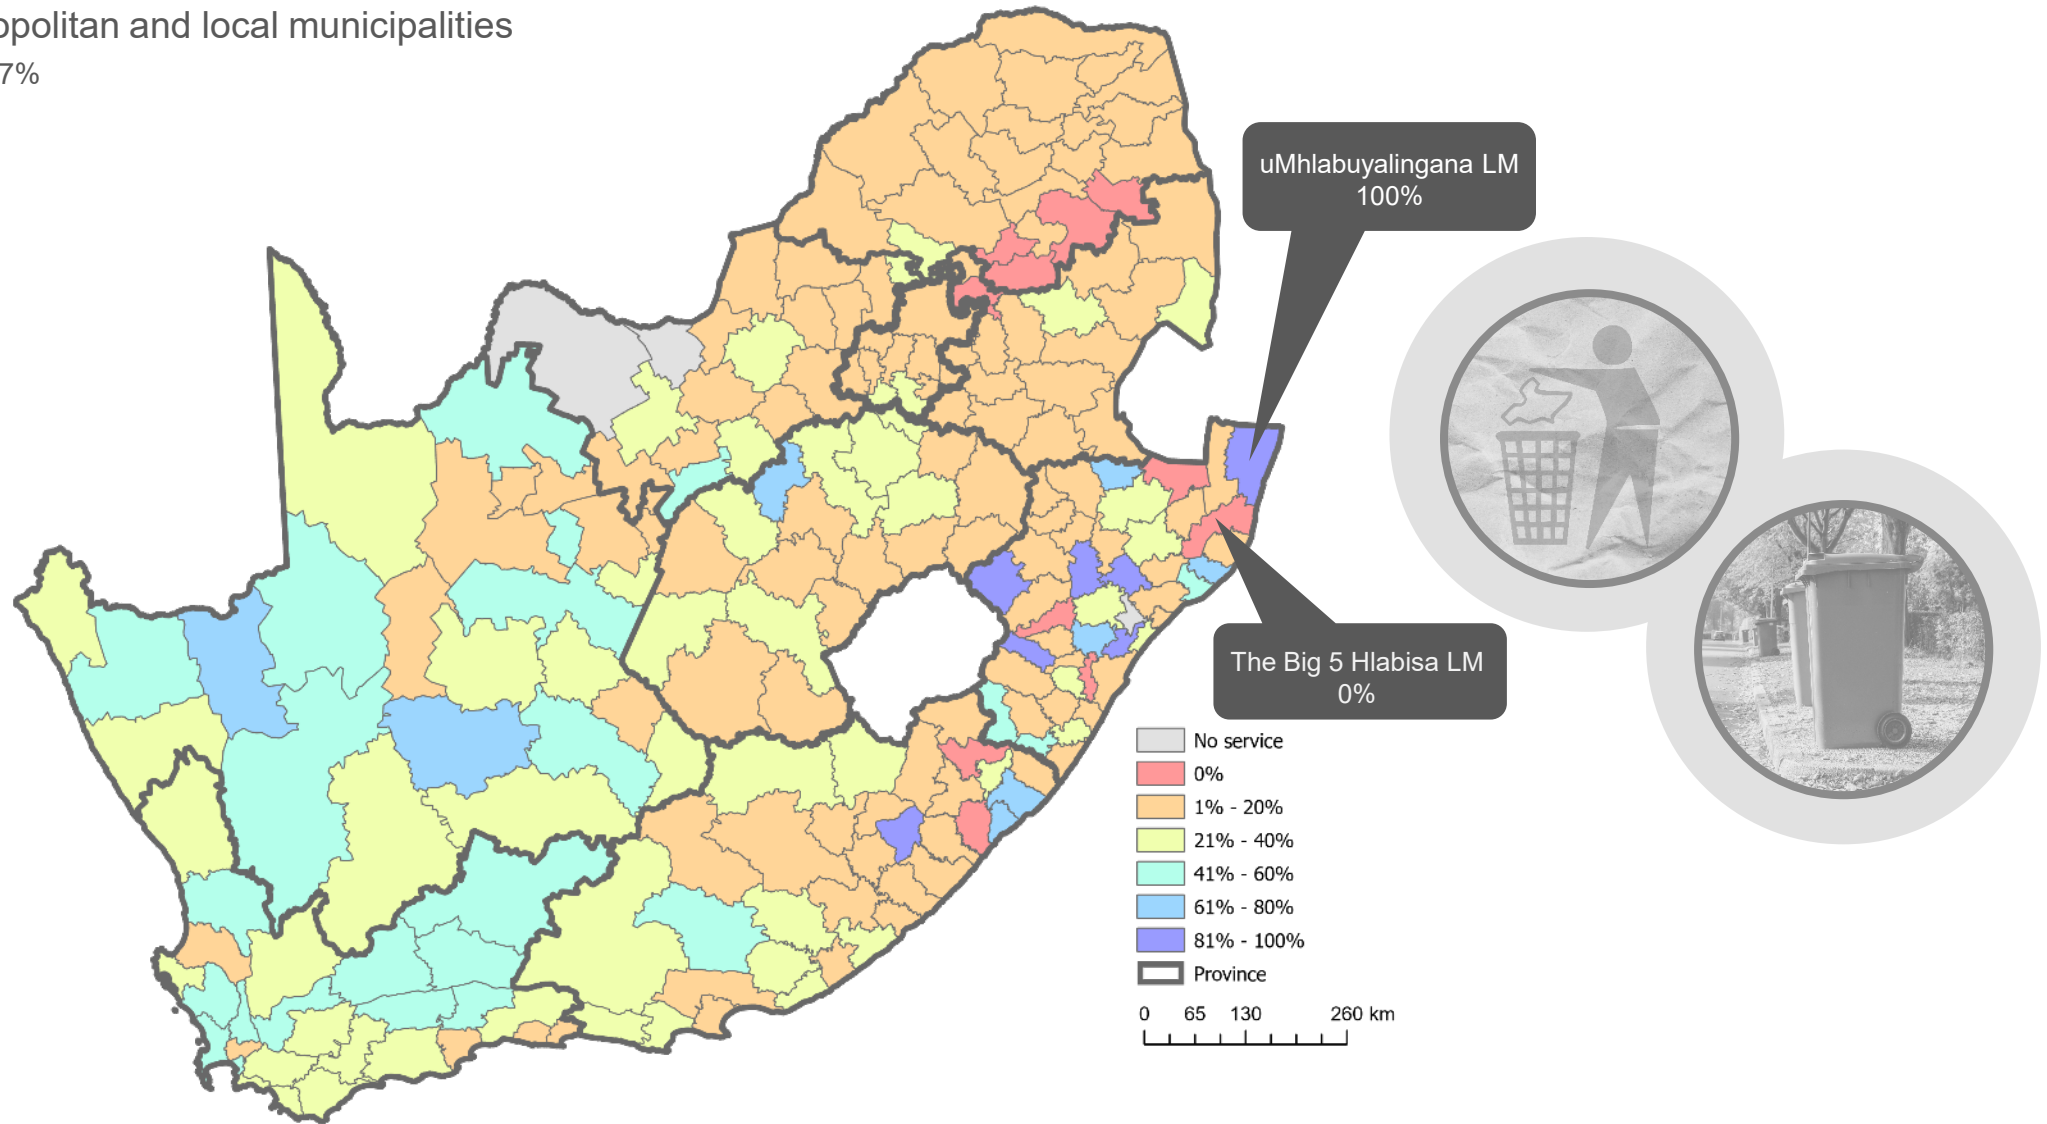 opolitan and local municipalities
7%
uMhlabuyalingana LM
100%
The Big 5 Hlabisa LM
0%
No service
0%
1% - 20%
21% - 40%
41% - 60%
61% - 80%
81% - 100%
Province
0 65 130 260 km